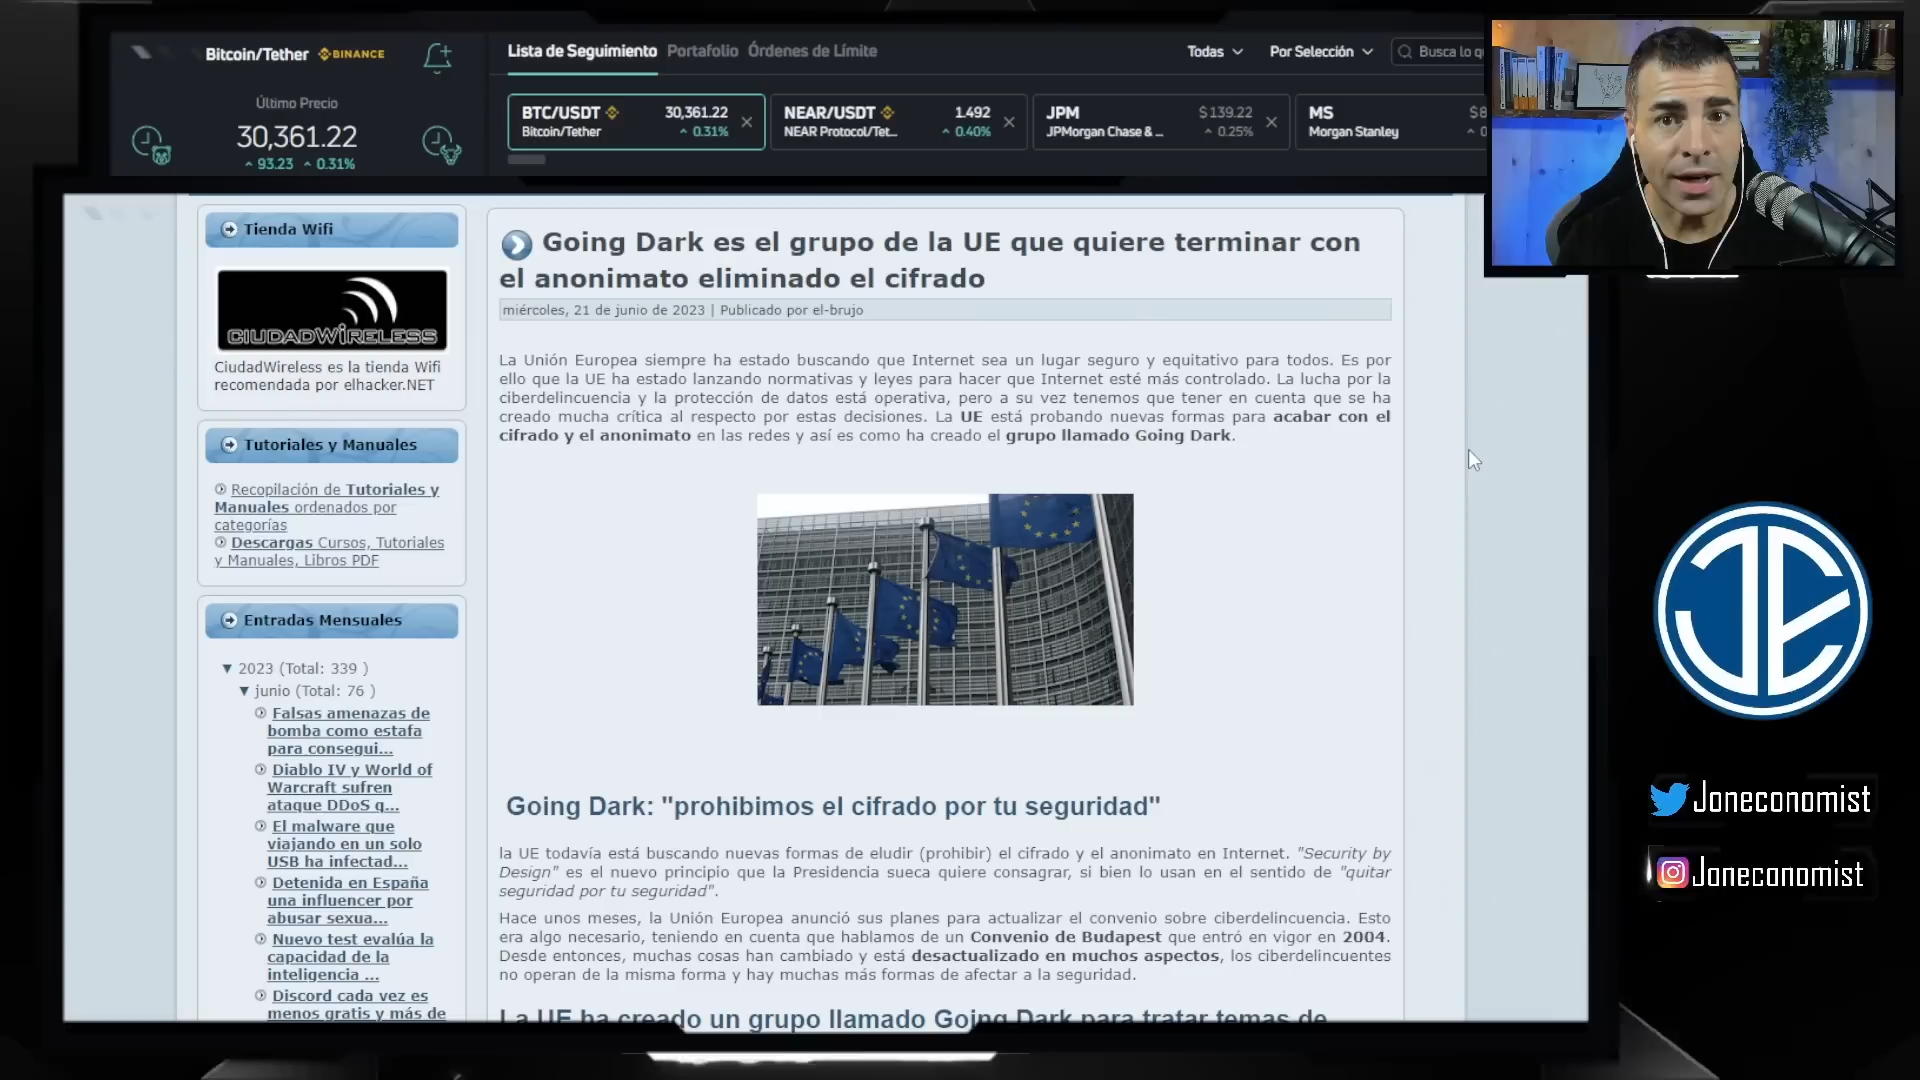 Bitcoin/Tether BINANCE
Último Precio
30,361.22
93.23 0.31%
Lista de Seguimiento Portafolio Órdenes de Límite
Todas Por Selección Busca lo
BTC/USDT 30,361.22
Bitcoin/Tether 0.31%
NEAR/USDT 1.492
NEAR Protocol/Tet... 0.40%
JPM $139.22
JPMorgan Chase & ... 0.25%
MS
Morgan Stanley
Tienda Wifi
CIUDADWIRELESS
CiudadWireless es la tienda Wifi
recomendada por elhacker.NET
Tutoriales y Manuales
Recopilación de Tutoriales y
Manuales ordenados por
categorías
Descargas Cursos, Tutoriales
y Manuales, Libros PDF
Entradas Mensuales
▼ 2023 (Total: 339 )
▼ junio (Total: 76 )
Falsas amenazas de
bomba como estafa
para consegui...
Diablo IV y World of
Warcraft sufren
ataque DDoS q...
El malware que
viajando en un solo
USB ha infectad...
Detenida en España
una influencer por
abusar sexua...
Nuevo test evalúa la
capacidad de la
inteligencia ...
Discord cada vez es
menos gratis y más de
Going Dark es el grupo de la UE que quiere terminar con
el anonimato eliminado el cifrado
miércoles, 21 de junio de 2023 | Publicado por el-brujo
La Unión Europea siempre ha estado buscando que Internet sea un lugar seguro y equitativo para todos. Es por
ello que la UE ha estado lanzando normativas y leyes para hacer que Internet esté más controlado. La lucha por la
ciberdelincuencia y la protección de datos está operativa, pero a su vez tenemos que tener en cuenta que se ha
creado mucha crítica al respecto por estas decisiones. La UE está probando nuevas formas para acabar con el
cifrado y el anonimato en las redes y así es como ha creado el grupo llamado Going Dark.
Going Dark: "prohibimos el cifrado por tu seguridad"
la UE todavía está buscando nuevas formas de eludir (prohibir) el cifrado y el anonimato en Internet. "Security by
Design" es el nuevo principio que la Presidencia sueca quiere consagrar, si bien lo usan en el sentido de "quitar
seguridad por tu seguridad".
Hace unos meses, la Unión Europea anunció sus planes para actualizar el convenio sobre ciberdelincuencia. Esto
era algo necesario, teniendo en cuenta que hablamos de un Convenio de Budapest que entró en vigor en 2004.
Desde entonces, muchas cosas han cambiado y está desactualizado en muchos aspectos, los ciberdelincuentes
no operan de la misma forma y hay muchas más formas de afectar a la seguridad.
La UE ha creado un grupo llamado Going Dark para tratar temas de
JE
Joneconomist
Joneconomist